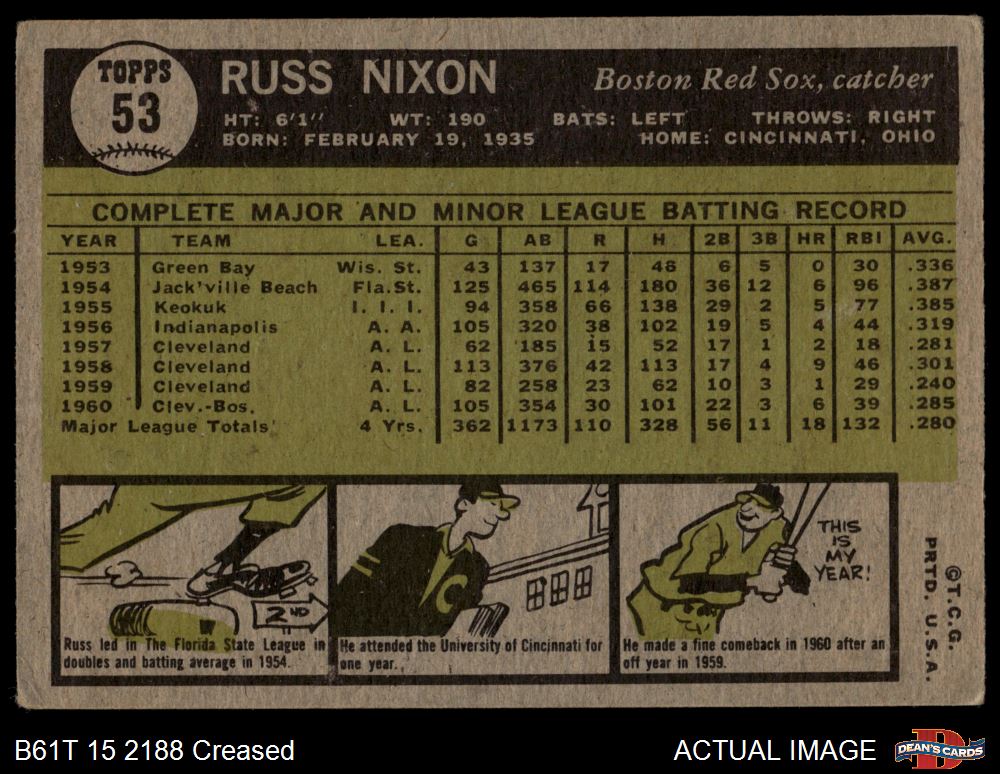 TOPPS
53
RUSS NIXON
Boston Red Sox, catcher
HT: 6'1" WT: 190 BATS: LEFT THROWS: RIGHT
BORN: FEBRUARY 19, 1935 HOME: CINCINNATI, OHIO
COMPLETE MAJOR AND MINOR LEAGUE BATTING RECORD
YEAR TEAM LEA. G AB R H 2B 3B HR RBI AVG.
1953 Green Bay Wis. St. 43 137 17 46 6 5 0 30 .336
1954 Jack'ville Beach Fla.St. 125 465 114 180 36 12 6 96 .387
1955 Keokuk I. I. I. 94 358 66 138 29 2 5 77 .385
1956 Indianapolis A. A. 105 320 38 102 19 5 4 44 .319
1957 Cleveland A. L. 62 185 15 52 17 1 2 18 .281
1958 Cleveland A. L. 113 376 42 113 17 4 9 46 .301
1959 Cleveland A. L. 82 258 23 62 10 3 1 29 .240
1960 Clev.-Bos. A. L. 105 354 30 101 22 3 6 39 .285
Major League Totals 4 Yrs. 362 1173 110 328 56 11 18 132 .280
2ND
Russ led in The Florida State League in
doubles and batting average in 1954.
C
He attended the University of Cincinnati for
one year.
THIS
IS
MY
YEAR!
He made a fine comeback in 1960 after an
off year in 1959.
©T.C.G.
PRTD. U.S.A.
B61T 15 2188 Creased
ACTUAL IMAGE
D
DEAN'S CARDS